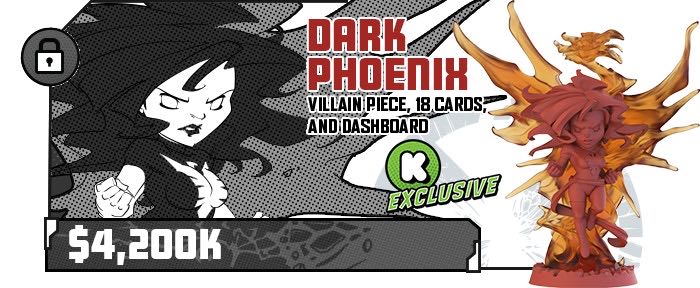 DARK
PHOENIX
VILLAIN PIECE, 18 CARDS,
AND DASHBOARD
K
EXCLUSIVE
$4,200K